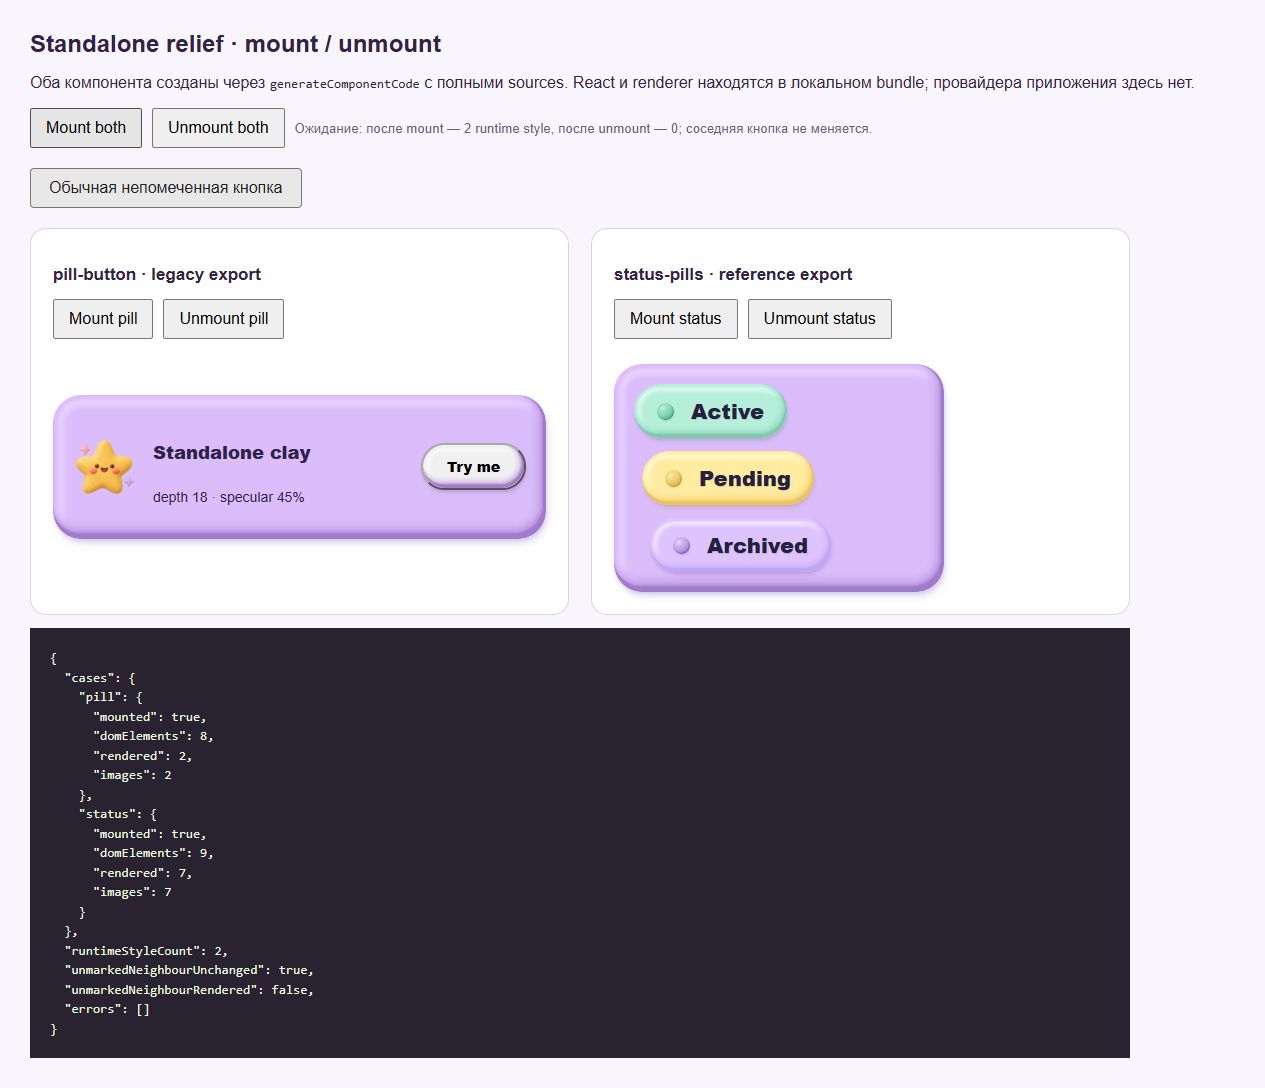 Standalone relief · mount / unmount
Оба компонента созданы через generateComponentCode с полными sources. React и renderer находятся в локальном bundle; провайдера приложения здесь нет.
Mount both
Unmount both
Ожидание: после mount — 2 runtime style, после unmount — 0; соседняя кнопка не меняется.
Обычная непомеченная кнопка
pill-button · legacy export
Mount pill
Unmount pill
Standalone clay
depth 18 · specular 45%
Try me
status-pills · reference export
Mount status
Unmount status
Active
Pending
Archived
{
  "cases": {
    "pill": {
      "mounted": true,
      "domElements": 8,
      "rendered": 2,
      "images": 2
    },
    "status": {
      "mounted": true,
      "domElements": 9,
      "rendered": 7,
      "images": 7
    }
  },
  "runtimeStyleCount": 2,
  "unmarkedNeighbourUnchanged": true,
  "unmarkedNeighbourRendered": false,
  "errors": []
}